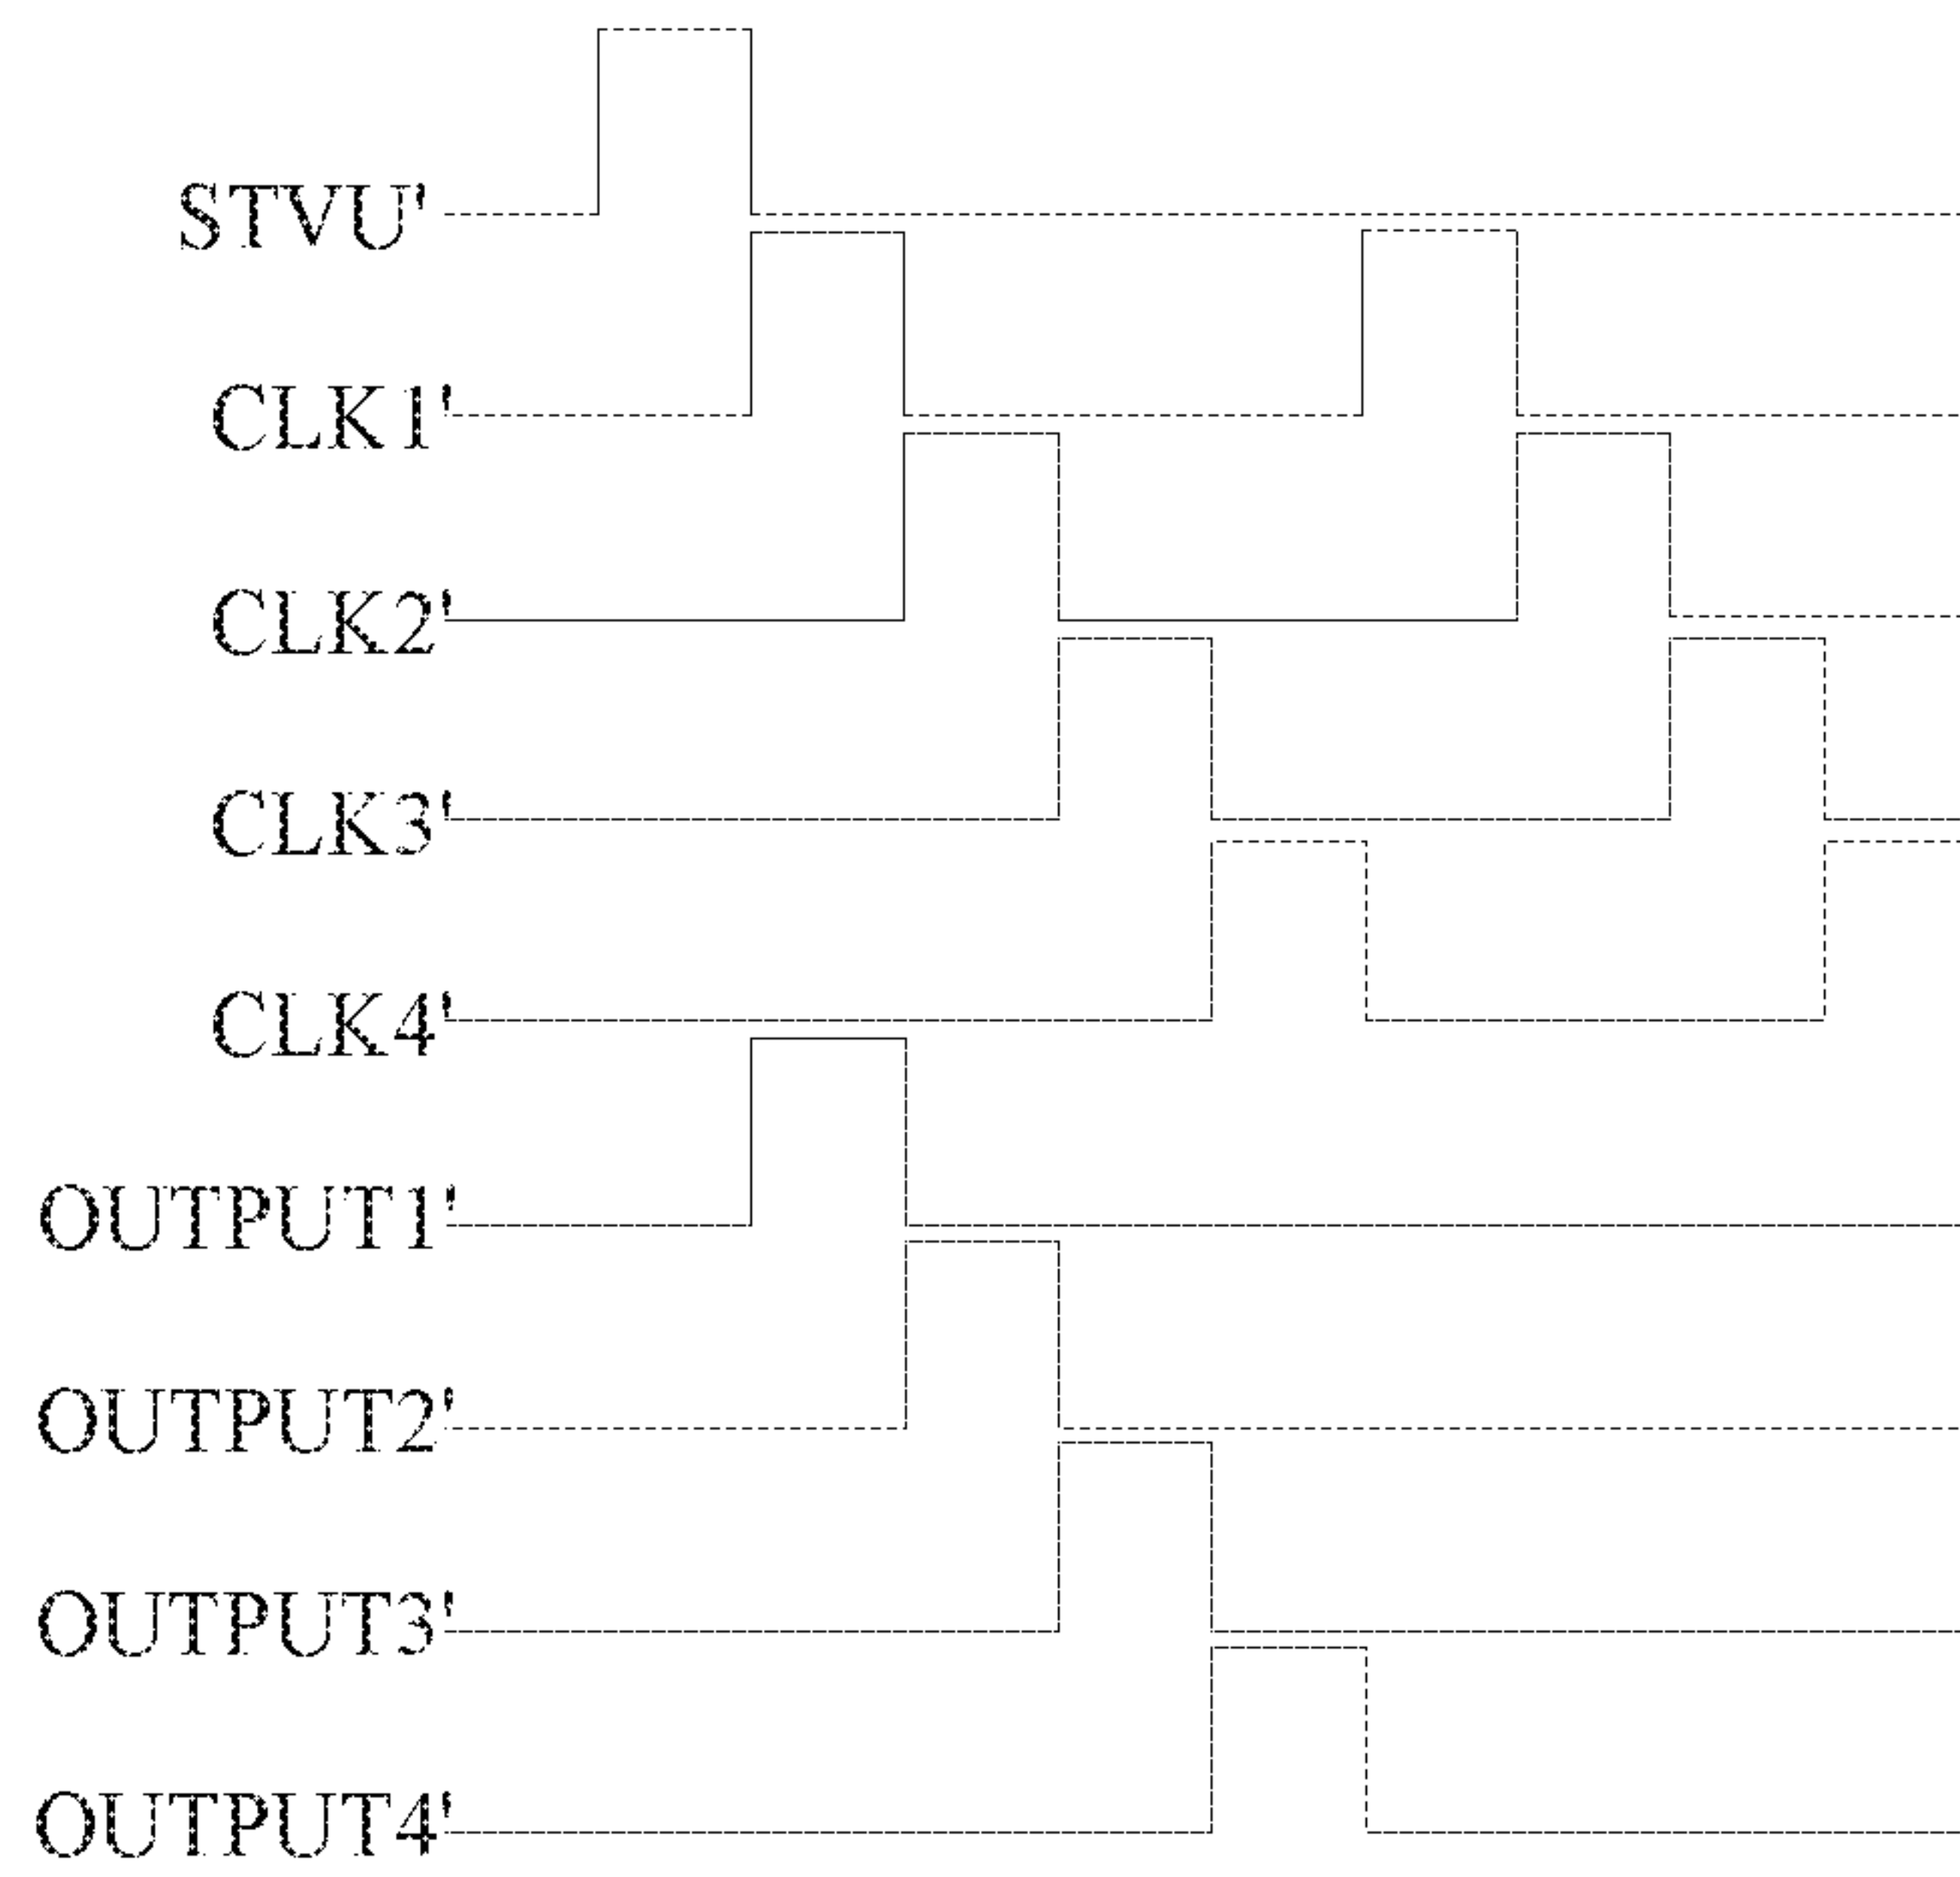 STVU'
CLK1'
CLK2'
CLK3'
CLK4'
OUTPUT1'
OUTPUT2'
OUTPUT3'
OUTPUT4'